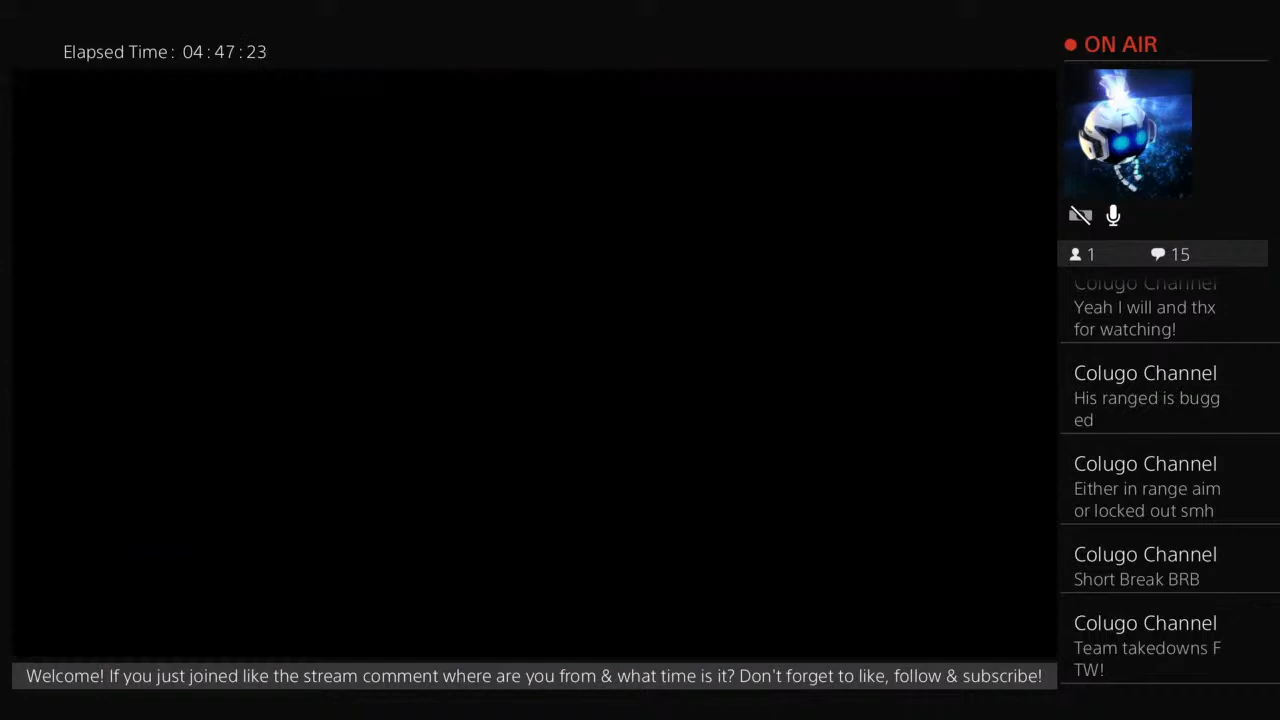 Elapsed Time: 04:47:23
ON AIR
1 15
Colugo Channel
Yeah I will and thx
for watching!
Colugo Channel
His ranged is bugg
ed
Colugo Channel
Either in range aim
or locked out smh
Colugo Channel
Short Break BRB
Colugo Channel
Team takedowns F
TW!
Welcome! If you just joined like the stream comment where are you from & what time is it? Don't forget to like, follow & subscribe!